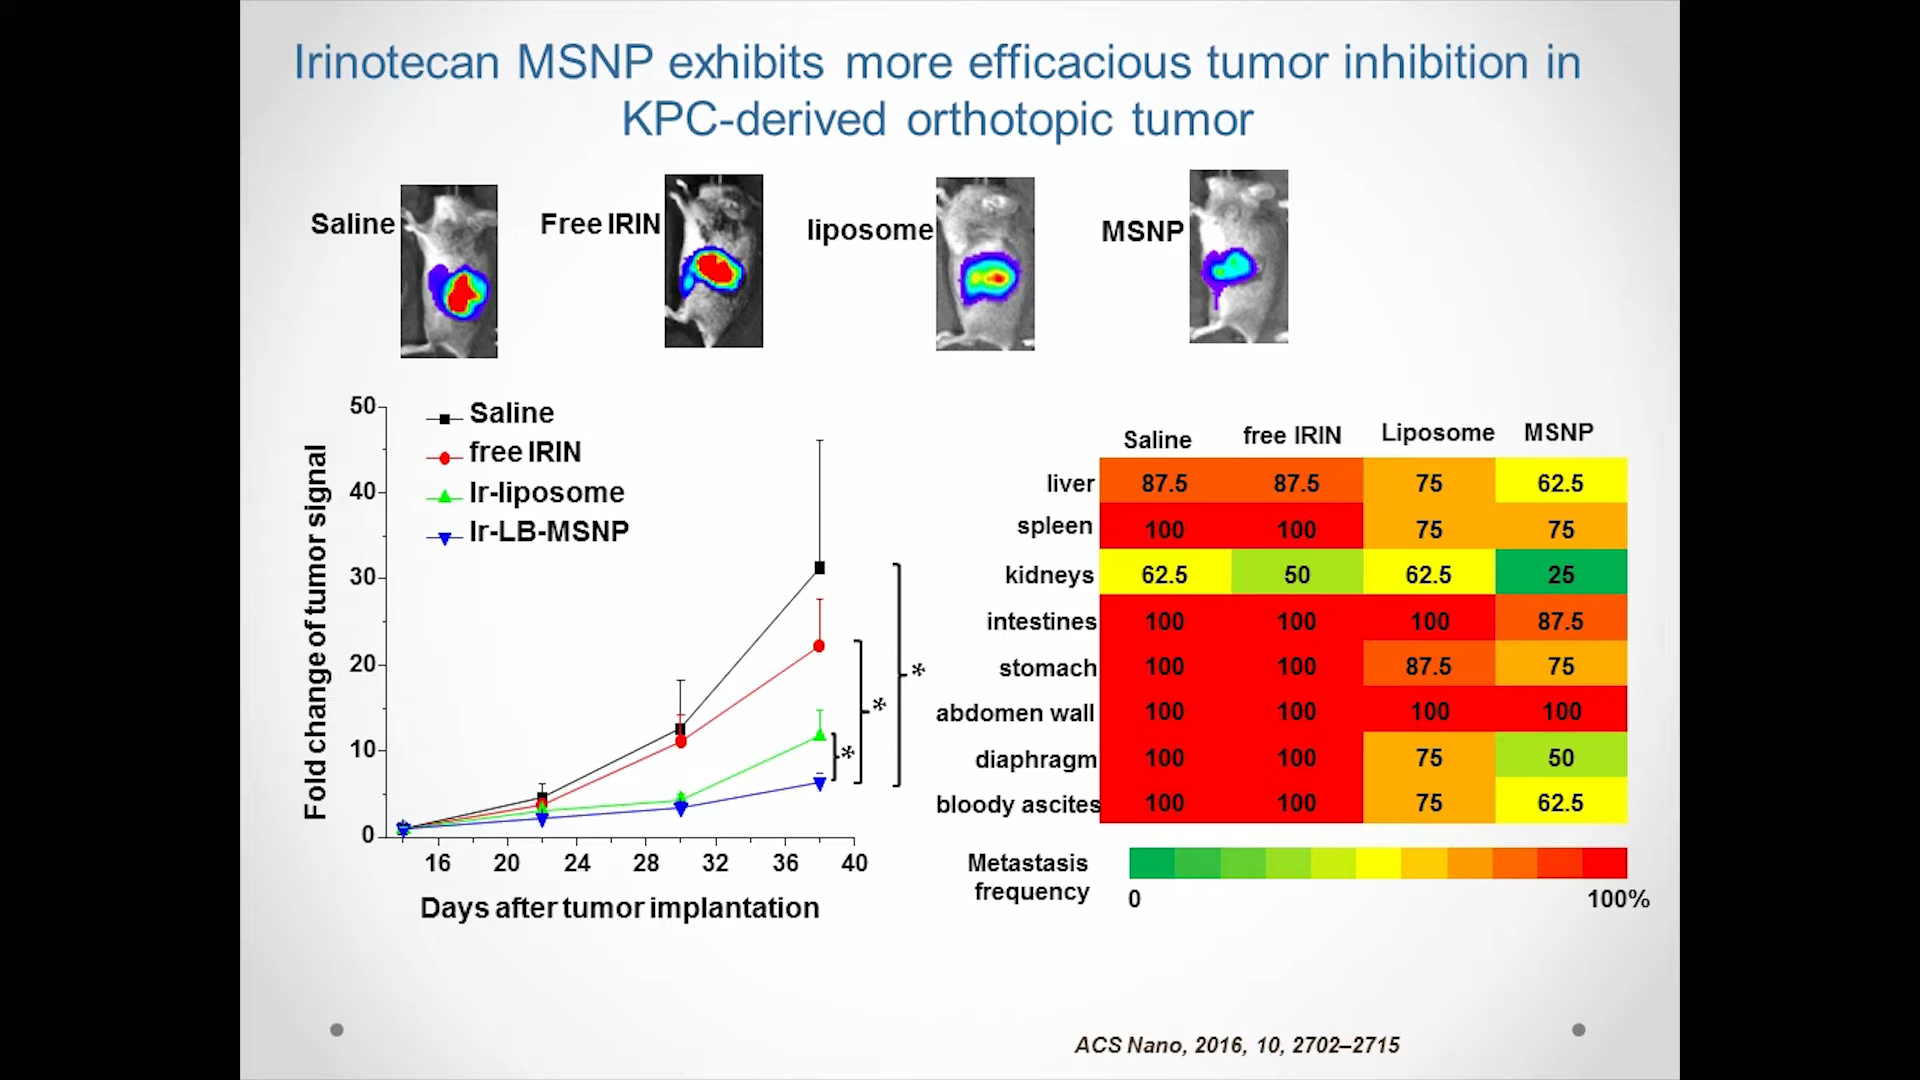 Irinotecan MSNP exhibits more efficacious tumor inhibition in
KPC-derived orthotopic tumor
Saline
Free IRIN
liposome
MSNP
Fold change of tumor signal
50
40
30
20
10
0
Saline
free IRIN
Ir-liposome
Ir-LB-MSNP
*
*
*
16 20 24 28 32 36 40
Days after tumor implantation
Saline free IRIN Liposome MSNP
liver 87.5 87.5 75 62.5
spleen 100 100 75 75
kidneys 62.5 50 62.5 25
intestines 100 100 100 87.5
stomach 100 100 87.5 75
abdomen wall 100 100 100 100
diaphragm 100 100 75 50
bloody ascites 100 100 75 62.5
Metastasis
frequency
0 100%
ACS Nano, 2016, 10, 2702–2715